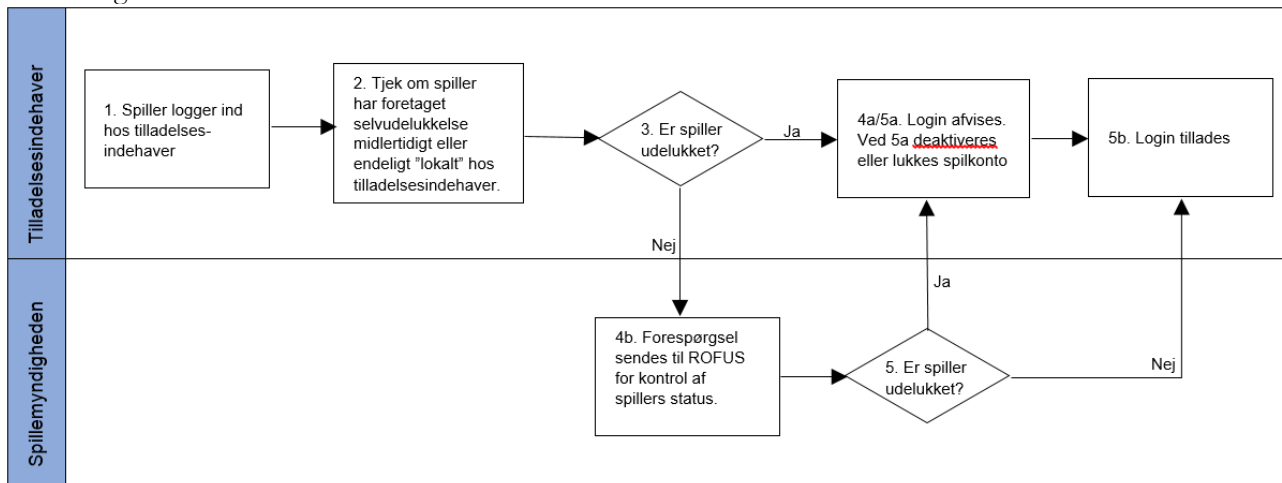 Tilladelsesindehaver
1. Spiller logger ind
hos tilladelses-
indehaver
2. Tjek om spiller
har foretaget
selvudelukkelse
midlertidigt eller
endeligt ”lokalt” hos
tilladelsesindehaver.
3. Er spiller
udelukket?
Ja
4a/5a. Login afvises.
Ved 5a deaktiveres
eller lukkes spilkonto
5b. Login tillades
Nej
Spillemyndigheden
4b. Forespørgsel
sendes til ROFUS
for kontrol af
spillers status.
5. Er spiller
udelukket?
Ja
Nej